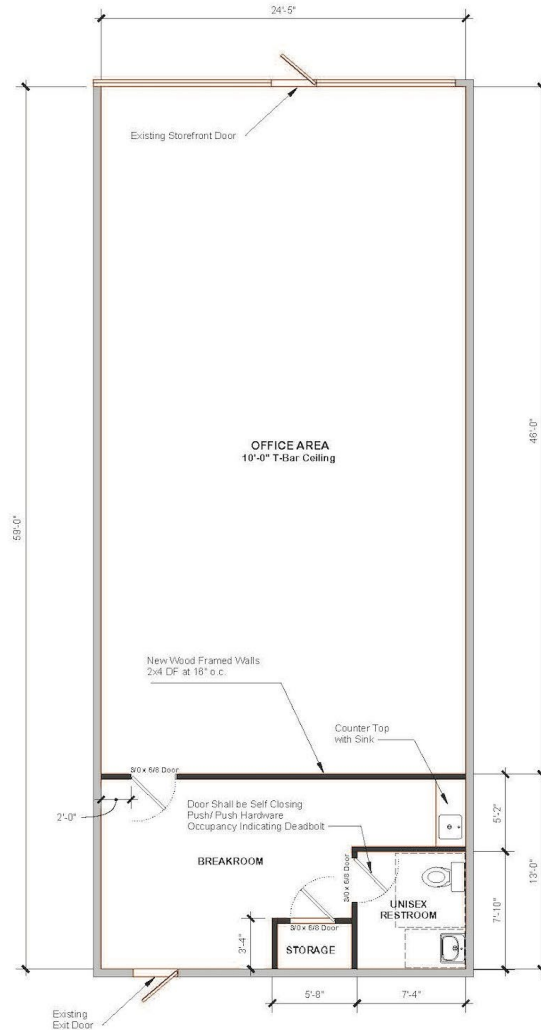 24'-5"
Existing Storefront Door
59'-0"
46'-0"
OFFICE AREA
10'-0" T-Bar Ceiling
New Wood Framed Walls
2x4 DF at 16" o.c.
Counter Top
with Sink
3/0 x 6/8 Door
2'-0"
Door Shall be Self Closing
Push/ Push Hardware
Occupancy Indicating Deadbolt
5'-2"
13'-0"
BREAKROOM
3/0 x 6/8 Door
7'-10"
UNISEX
RESTROOM
3/0 x 6/8 Door
3'-4"
STORAGE
5'-8"
7'-4"
Existing
Exit Door